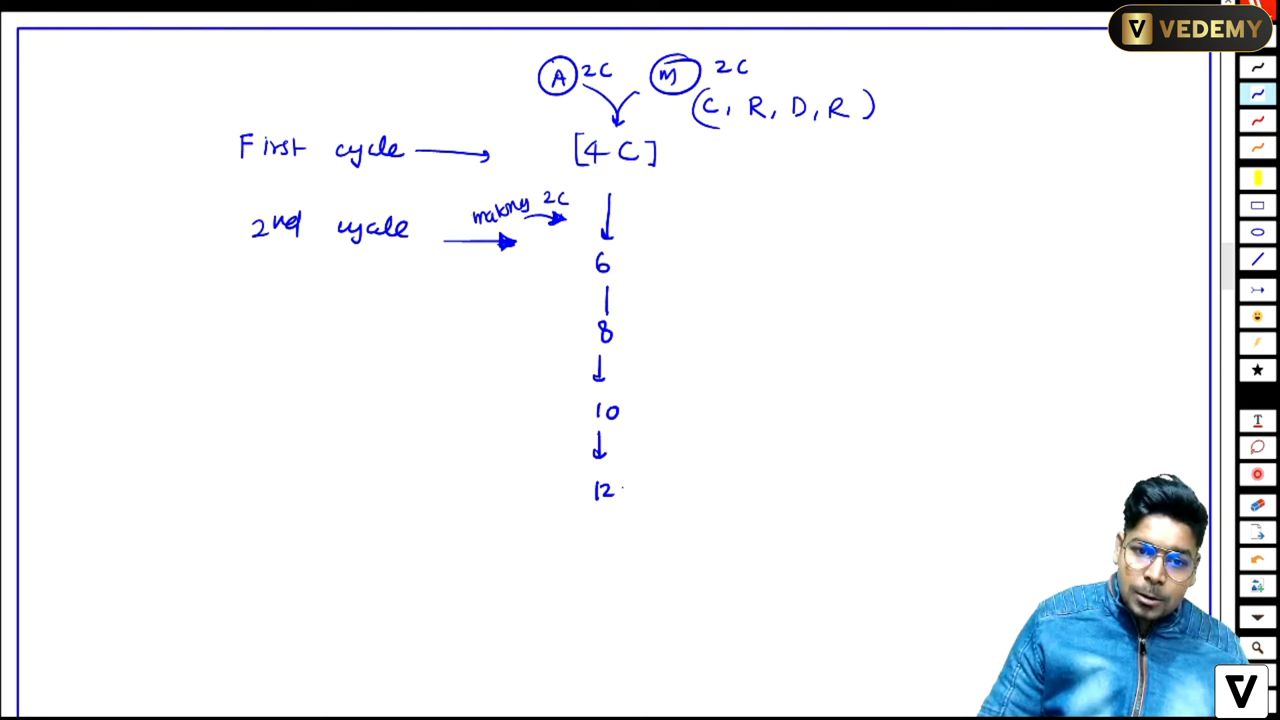 VEDEMY
A 2C M 2C
(C, R, D, R)
First cycle [4 C]
2nd cycle making 2C
6
8
10
12